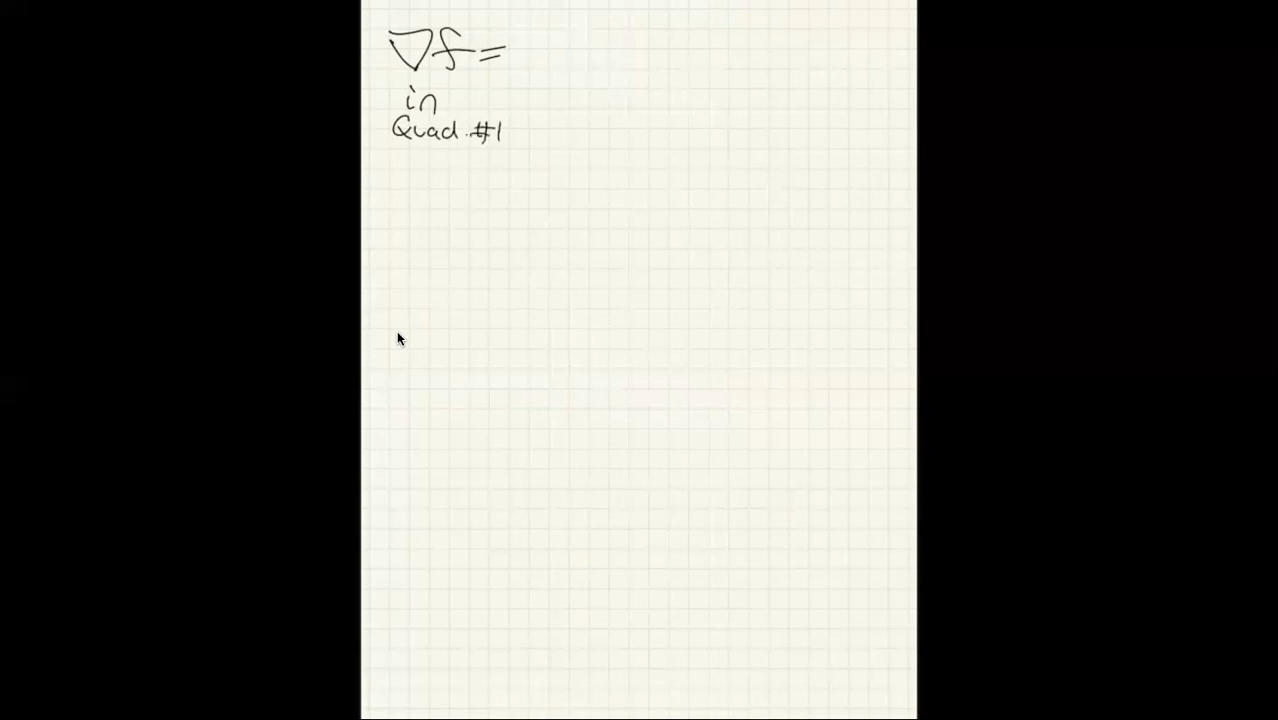 ∇f =
in
Quad #1